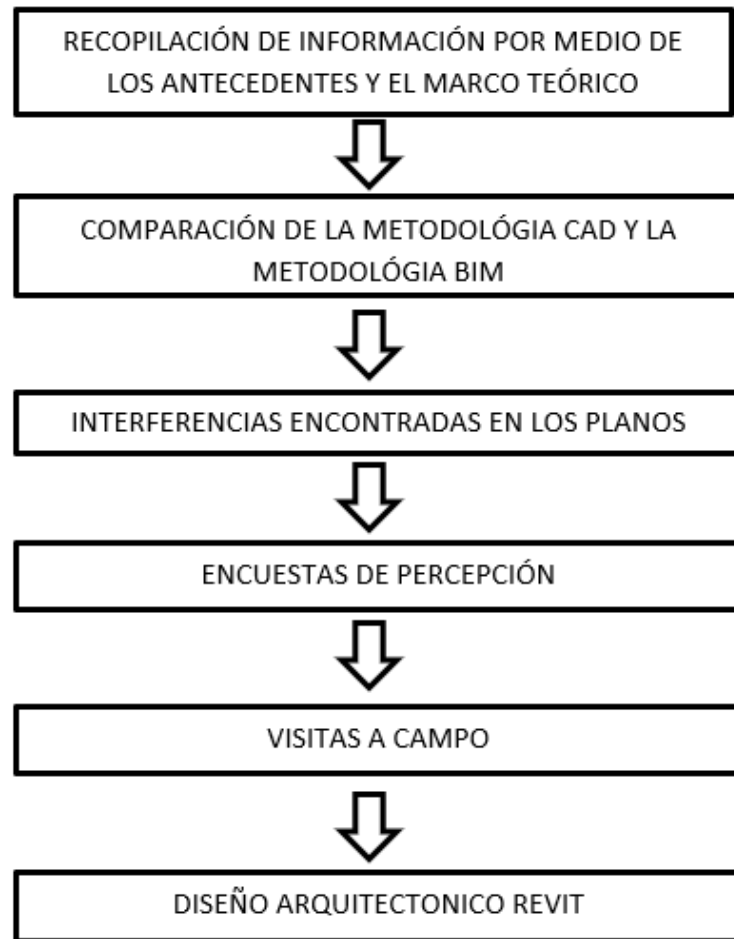 RECOPILACIÓN DE INFORMACIÓN POR MEDIO DE
LOS ANTECEDENTES Y EL MARCO TEÓRICO
COMPARACIÓN DE LA METODOLÓGIA CAD Y LA
METODOLÓGIA BIM
INTERFERENCIAS ENCONTRADAS EN LOS PLANOS
ENCUESTAS DE PERCEPCIÓN
VISITAS A CAMPO
DISEÑO ARQUITECTONICO REVIT